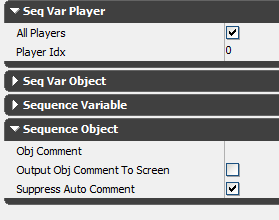 Seq Var Player
All Players
Player Idx 0
Seq Var Object
Sequence Variable
Sequence Object
Obj Comment
Output Obj Comment To Screen
Suppress Auto Comment